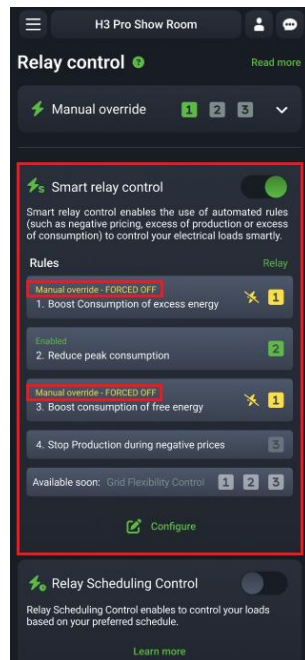 H3 Pro Show Room
Relay control
Read more
Manual override 1 2 3
Smart relay control
Smart relay control enables the use of automated rules
(such as negative pricing, excess of production or excess
of consumption) to control your electrical loads smartly.
Rules Relay
Manual override - FORCED OFF
1. Boost Consumption of excess energy 1
Enabled
2. Reduce peak consumption 2
Manual override - FORCED OFF
3. Boost consumption of free energy 1
4. Stop Production during negative prices 3
Available soon: Grid Flexibility Control 1 2 3
Configure
Relay Scheduling Control
Relay Scheduling Control enables to control your loads
based on your preferred schedule.
Learn more